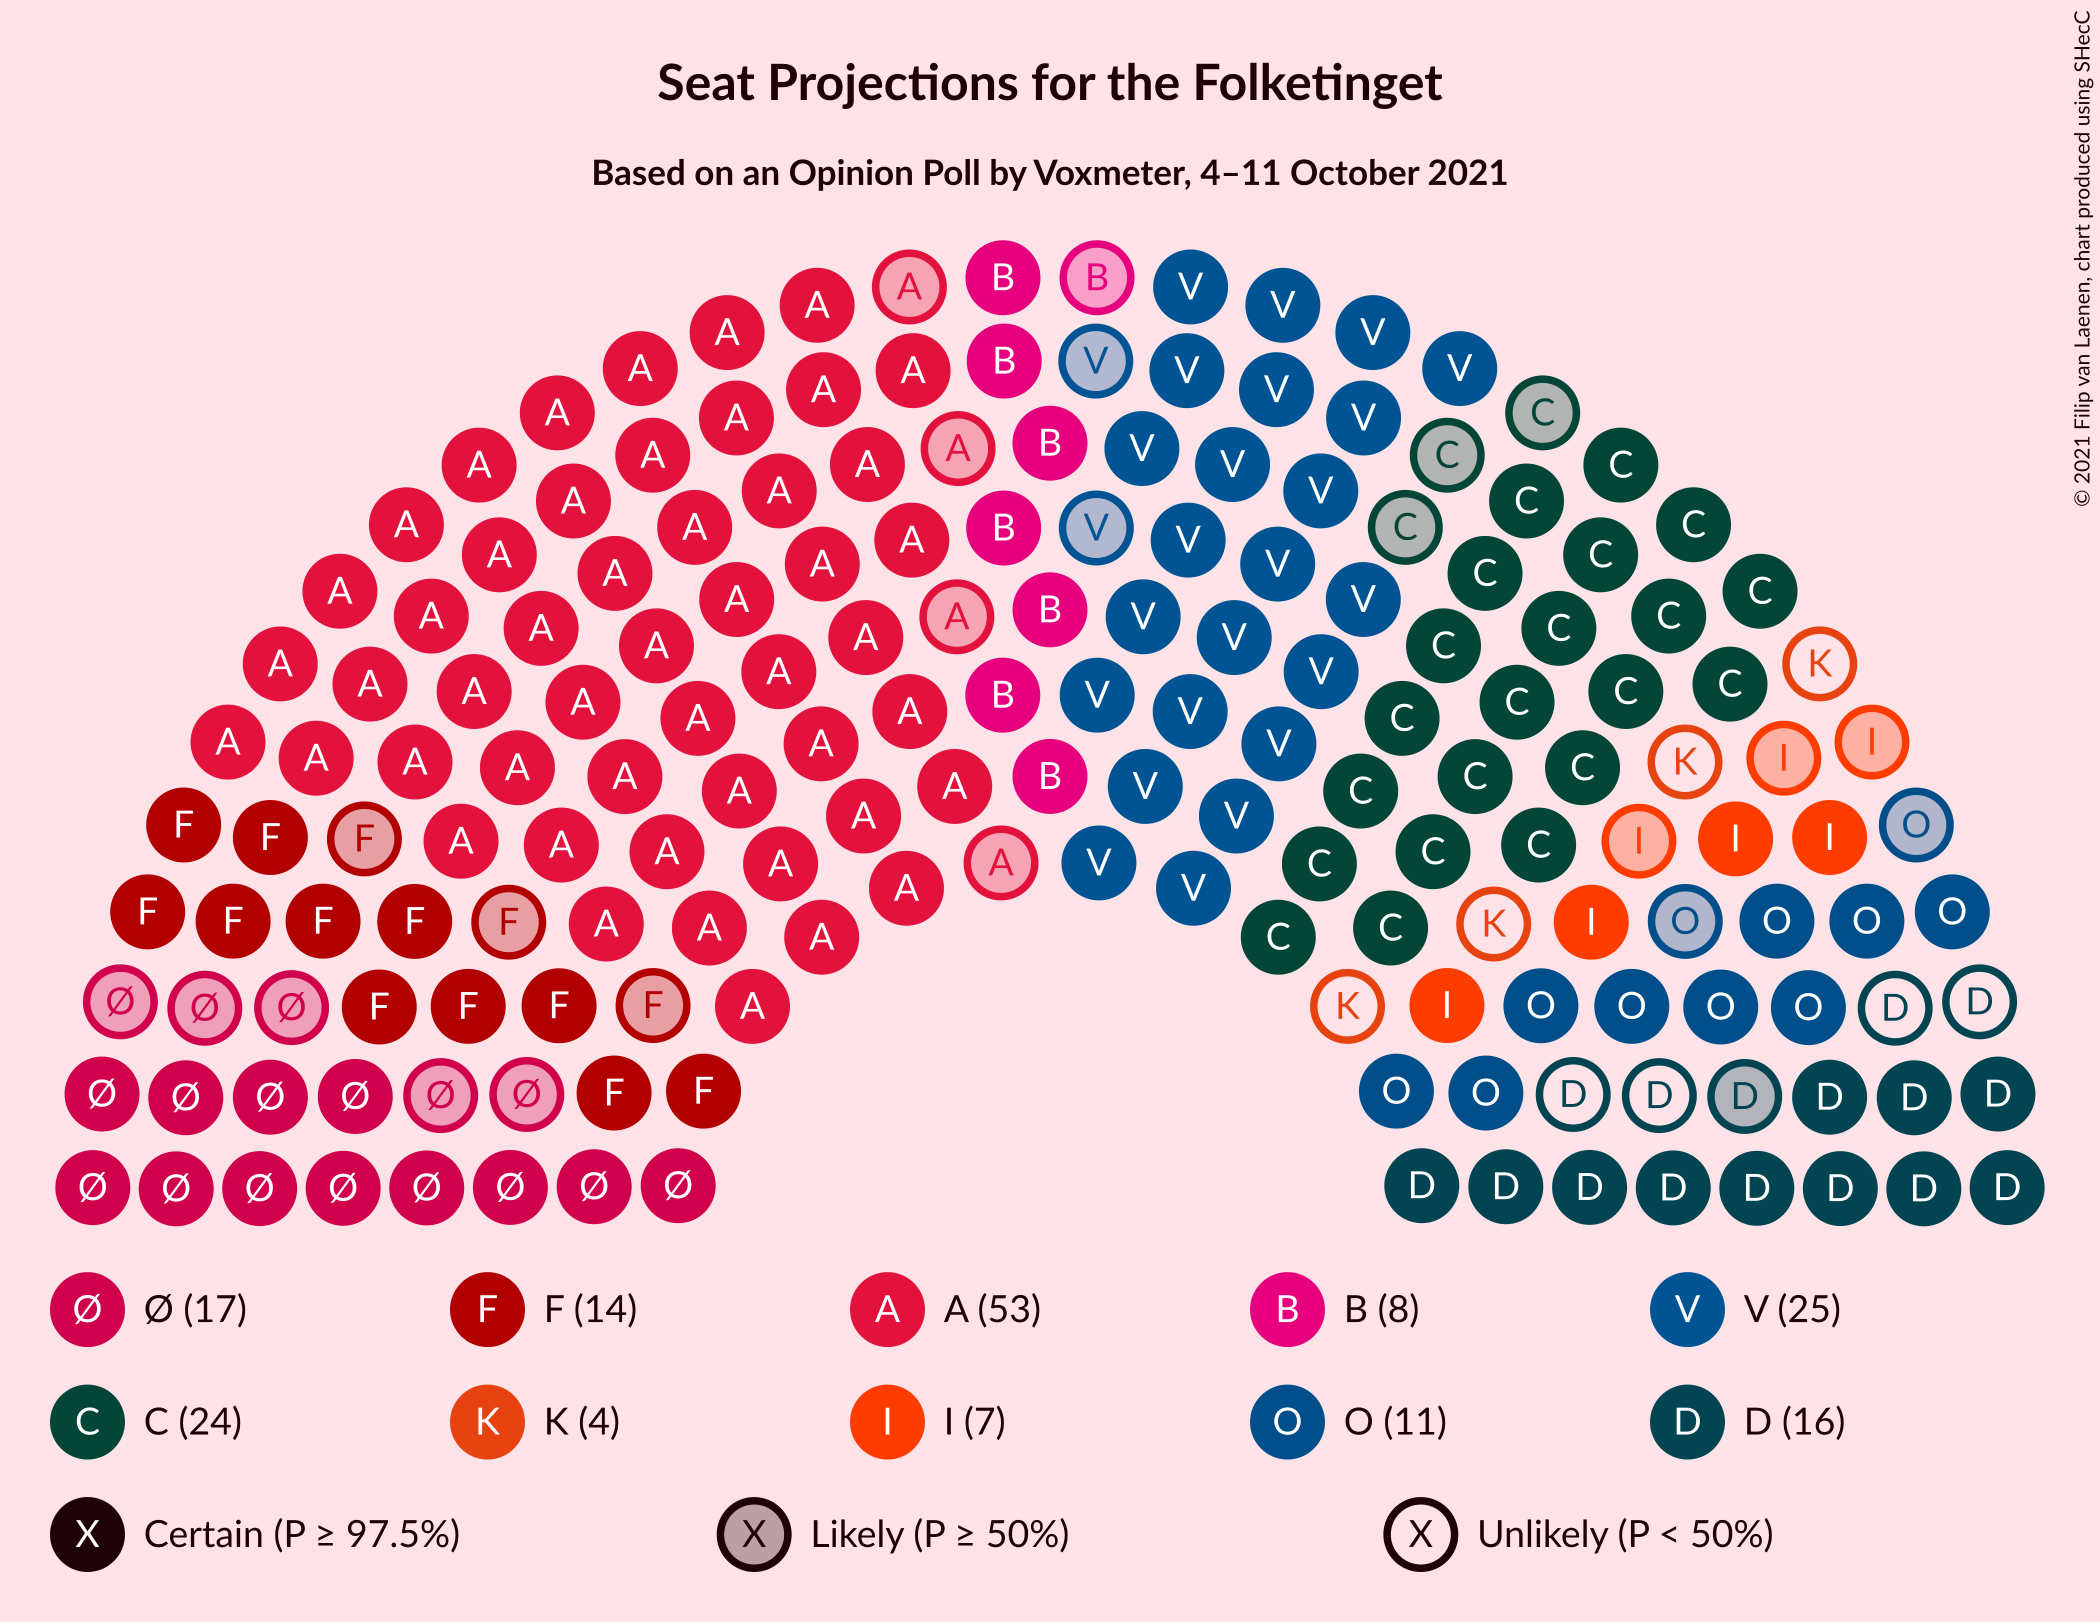 Seat Projections for the Folketinget
Based on an Opinion Poll by Voxmeter, 4–11 October 2021
© 2021 Filip van Laenen, chart produced using SHecC
A B B V
A V V V V
A A B V V V V
A A A V V C
A A A A B V V C
A A A A B V V C C
A A A A A V C C
A A A A A B V V C C
A A A A A V C C C
A A A A A B V V V C C K
A A A A A B V V C C C
A A A A A A V C C K I I
A A A A A B V V C C
F F F A A A A A A V C C C I I I O
F F F F F A A A A V C C K I O O O O
Ø Ø Ø F F F F A K I O O O O D D
Ø Ø Ø Ø Ø Ø F F O O D D D D D D
Ø Ø Ø Ø Ø Ø Ø Ø D D D D D D D D
Ø Ø (17) F F (14) A A (53) B B (8) V V (25)
C C (24) K K (4) I I (7) O O (11) D D (16)
X Certain (P ≥ 97.5%) X Likely (P ≥ 50%) X Unlikely (P < 50%)